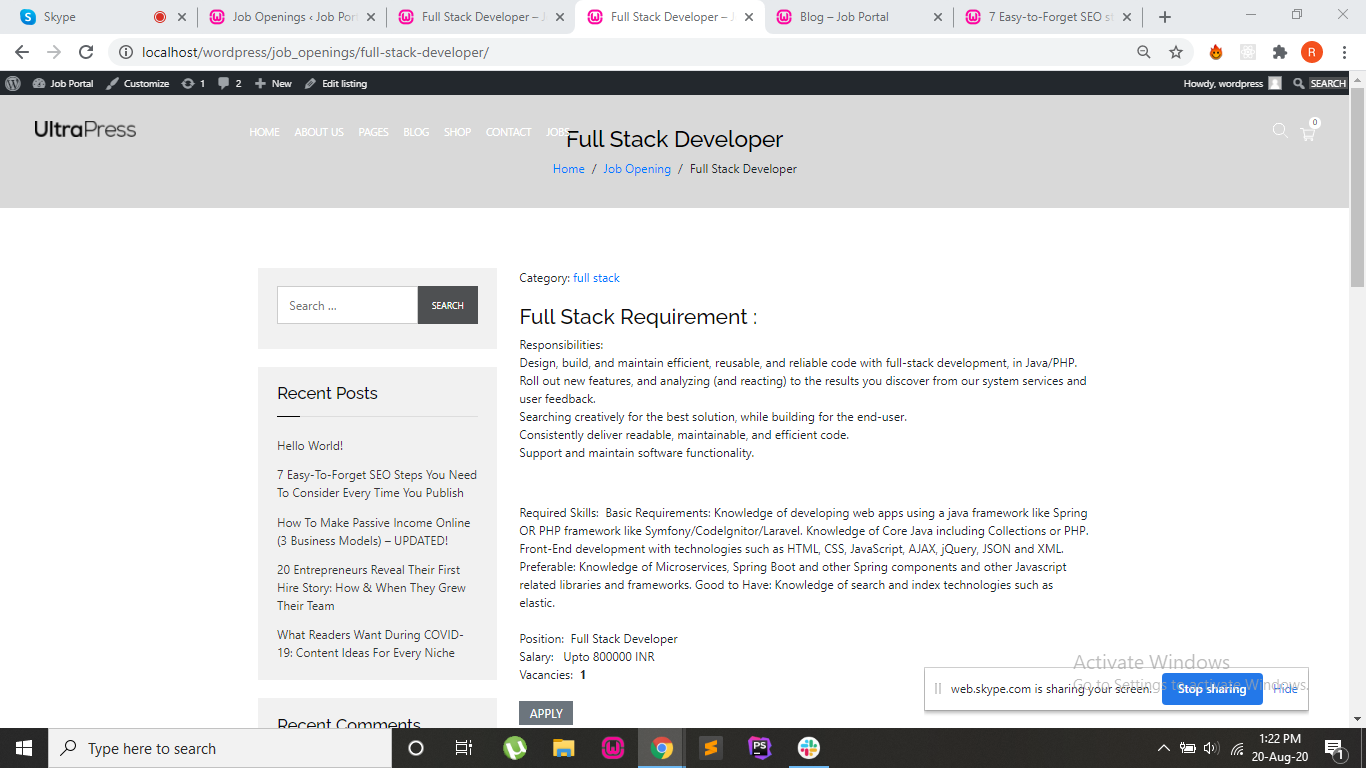 Skype
Job Openings ‹ Job Por
Full Stack Developer – J
Full Stack Developer – J
Blog – Job Portal
7 Easy-to-Forget SEO st
localhost/wordpress/job_openings/full-stack-developer/
R
Job Portal
Customize
1
2
New
Edit listing
Howdy, wordpress
SEARCH
UltraPress
HOME
ABOUT US
PAGES
BLOG
SHOP
CONTACT
JOBS
0
Full Stack Developer
Home / Job Opening / Full Stack Developer
Search ...
SEARCH
Recent Posts
Hello World!
7 Easy-To-Forget SEO Steps You Need
To Consider Every Time You Publish
How To Make Passive Income Online
(3 Business Models) – UPDATED!
20 Entrepreneurs Reveal Their First
Hire Story: How & When They Grew
Their Team
What Readers Want During COVID-
19: Content Ideas For Every Niche
Recent Comments
Category: full stack
Full Stack Requirement :
Responsibilities:
Design, build, and maintain efficient, reusable, and reliable code with full-stack development, in Java/PHP.
Roll out new features, and analyzing (and reacting) to the results you discover from our system services and
user feedback.
Searching creatively for the best solution, while building for the end-user.
Consistently deliver readable, maintainable, and efficient code.
Support and maintain software functionality.
Required Skills: Basic Requirements: Knowledge of developing web apps using a java framework like Spring
OR PHP framework like Symfony/CodeIgnitor/Laravel. Knowledge of Core Java including Collections or PHP.
Front-End development with technologies such as HTML, CSS, JavaScript, AJAX, jQuery, JSON and XML.
Preferable: Knowledge of Microservices, Spring Boot and other Spring components and other Javascript
related libraries and frameworks. Good to Have: Knowledge of search and index technologies such as
elastic.
Position: Full Stack Developer
Salary: Upto 800000 INR
Vacancies: 1
APPLY
Activate Windows
Go to Settings to activate Windows.
web.skype.com is sharing your screen.
Stop sharing
Hide
Type here to search
PS
1:22 PM
20-Aug-20
1